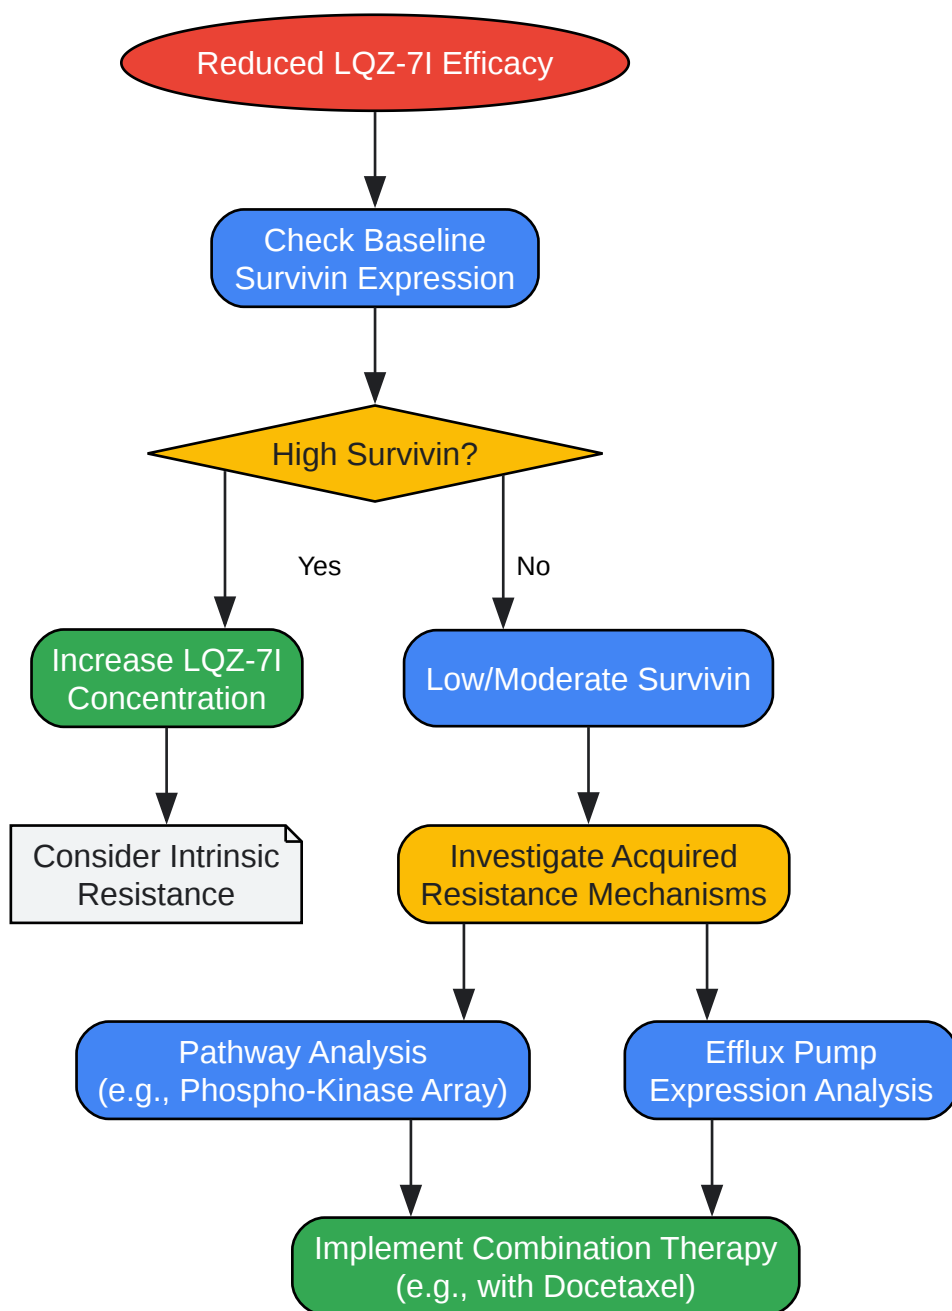 Reduced LQZ-7I Efficacy
Check Baseline
Survivin Expression
High Survivin?
Yes
No
Increase LQZ-7I
Concentration
Low/Moderate Survivin
Consider Intrinsic
Resistance
Investigate Acquired
Resistance Mechanisms
Pathway Analysis
(e.g., Phospho-Kinase Array)
Efflux Pump
Expression Analysis
Implement Combination Therapy
(e.g., with Docetaxel)